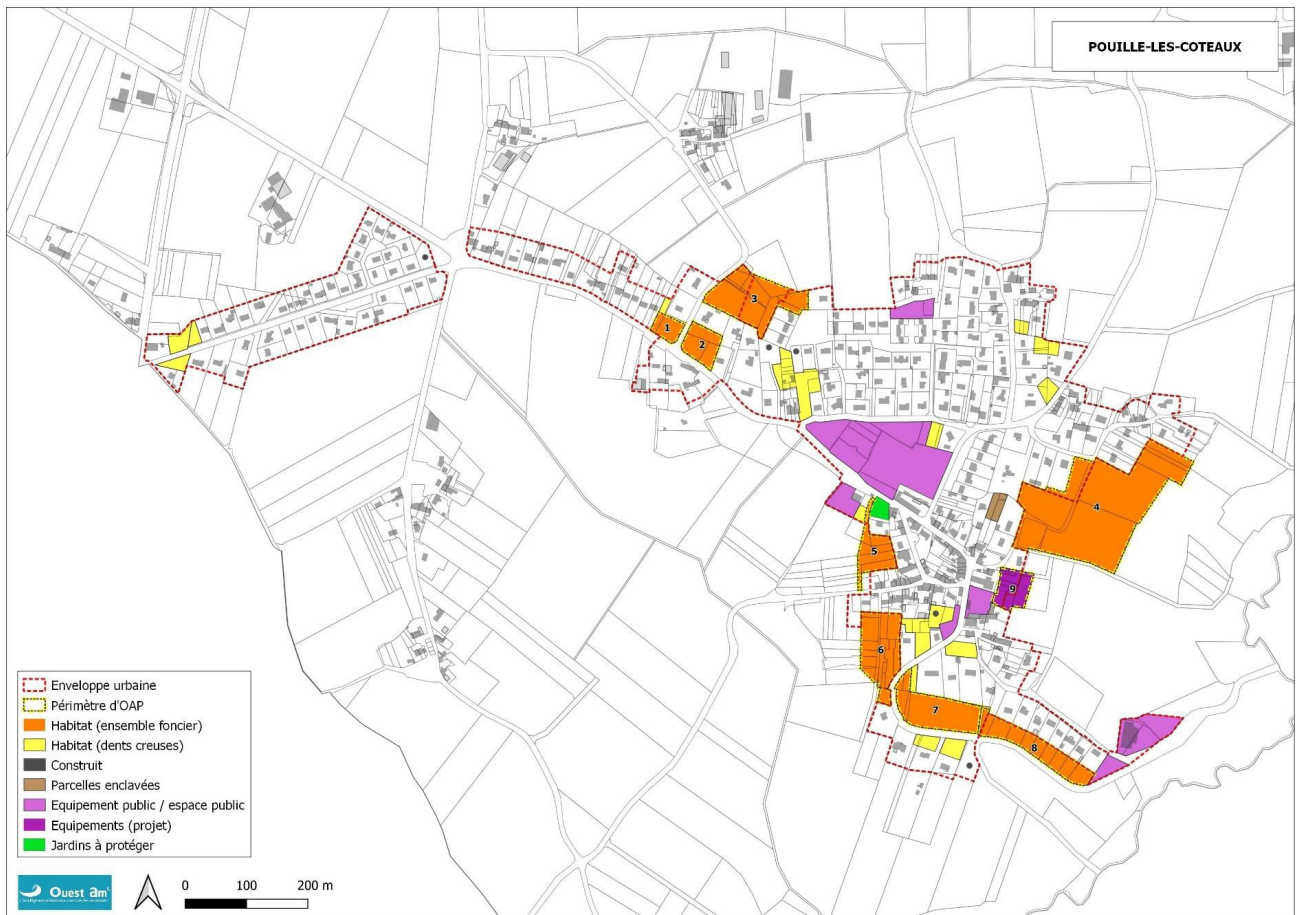 POUILLE-LES-COTEAUX
3
1
2
4
5
9
6
7
8
Enveloppe urbaine
Périmètre d'OAP
Habitat (ensemble foncier)
Habitat (dents creuses)
Construit
Parcelles enclavées
Equipement public / espace public
Equipements (projet)
Jardins à protéger
Ouest am'
0 100 200 m